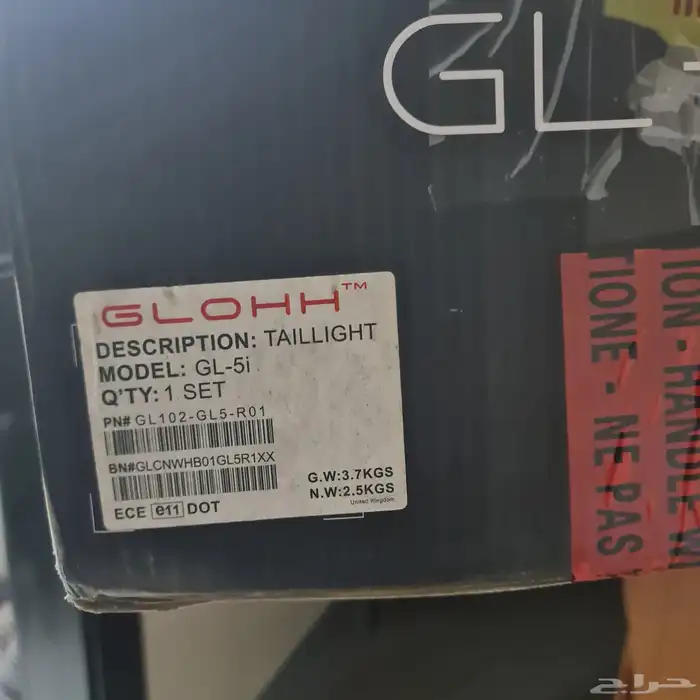 GL
GLOHH™
DESCRIPTION: TAILLIGHT
MODEL: GL-5i
Q'TY: 1 SET
PN# GL102-GL5-R01
BN#GLCNWHB01GL5R1XX
G.W:3.7KGS
N.W:2.5KGS
United Kingdom
ECE e11 DOT
TIONE - NE PAS
ION - HANDLE W
حراج